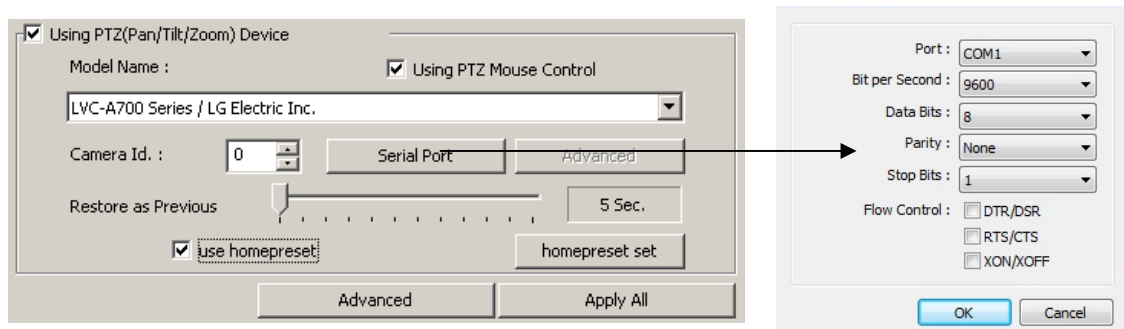 Using PTZ(Pan/Tilt/Zoom) Device
Model Name :
Using PTZ Mouse Control
LVC-A700 Series / LG Electric Inc.
Camera Id. :
0
Serial Port
Advanced
Restore as Previous
5 Sec.
use homepreset
homepreset set
Advanced
Apply All
Port : COM1
Bit per Second : 9600
Data Bits : 8
Parity : None
Stop Bits : 1
Flow Control : DTR/DSR
RTS/CTS
XON/XOFF
OK
Cancel